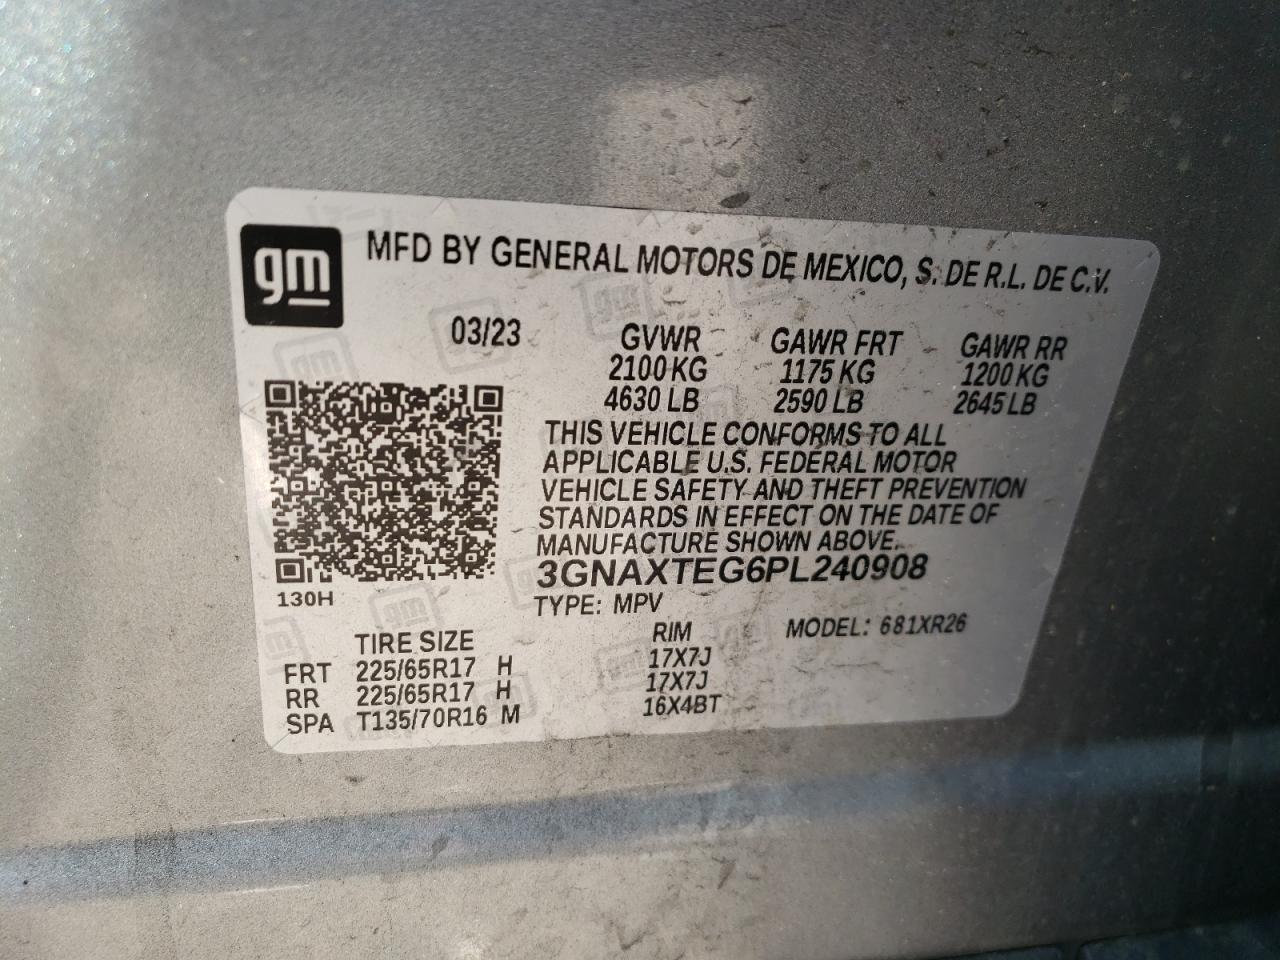 gm
MFD BY GENERAL MOTORS DE MEXICO, S. DE R.L. DE C.V.
03/23 GVWR GAWR FRT GAWR RR
2100 KG 1175 KG 1200 KG
4630 LB 2590 LB 2645 LB
THIS VEHICLE CONFORMS TO ALL
APPLICABLE U.S. FEDERAL MOTOR
VEHICLE SAFETY AND THEFT PREVENTION
STANDARDS IN EFFECT ON THE DATE OF
MANUFACTURE SHOWN ABOVE.
3GNAXTEG6PL240908
130H
TYPE: MPV
MODEL: 681XR26
TIRE SIZE RIM
FRT 225/65R17 H 17X7J
RR 225/65R17 H 17X7J
SPA T135/70R16 M 16X4BT